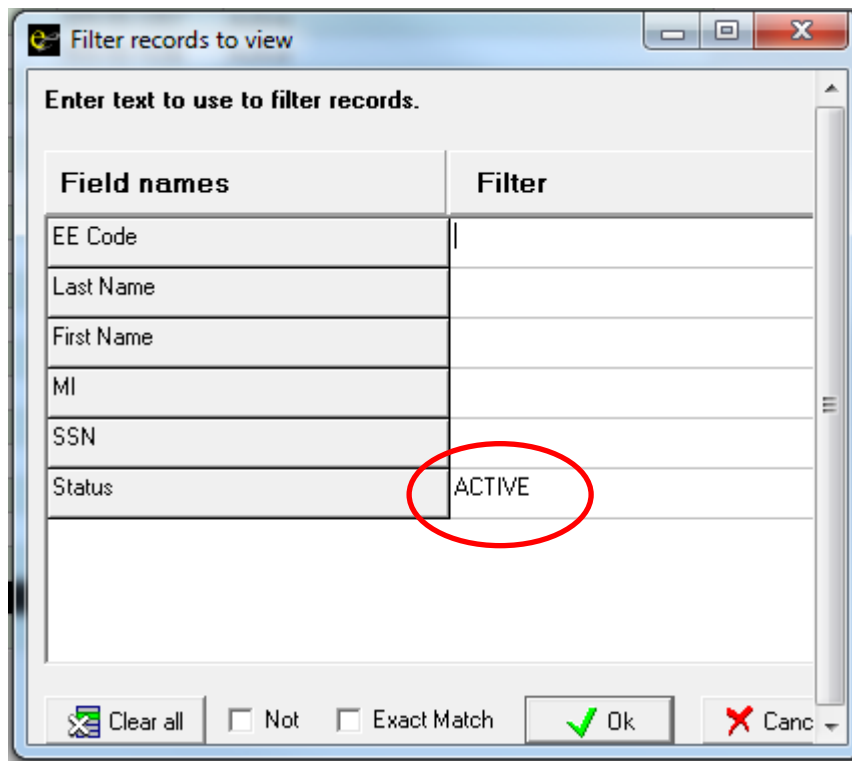 Filter records to view
Enter text to use to filter records.
Field names Filter
EE Code
Last Name
First Name
MI
SSN
Status ACTIVE
Clear all Not Exact Match Ok Canc